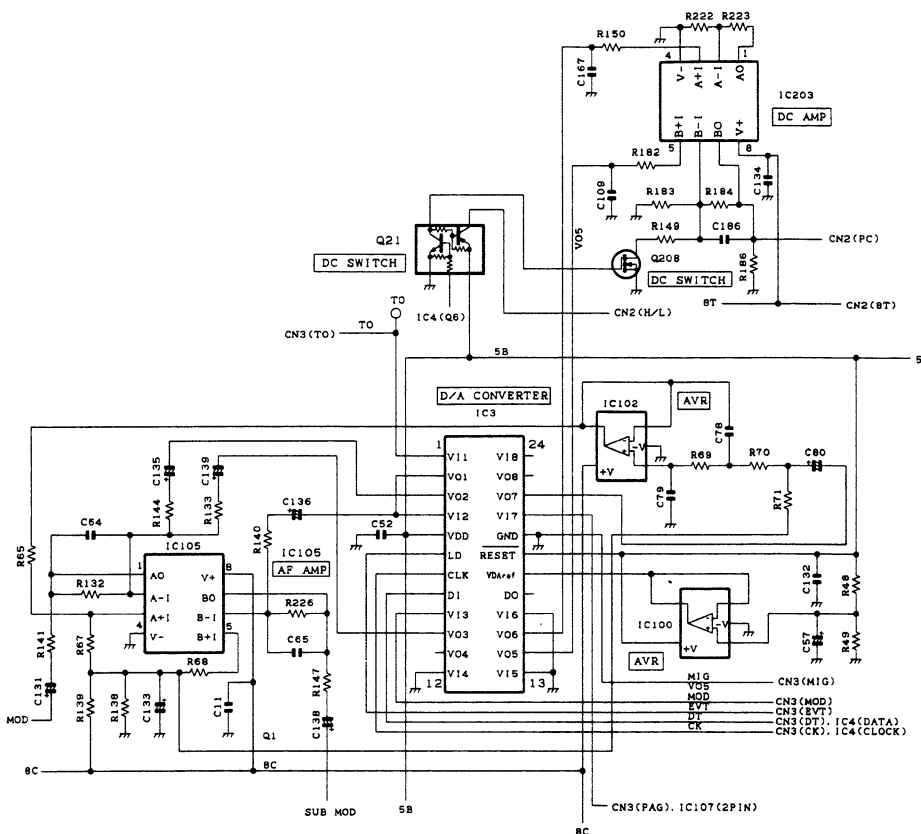 R222 R223
R150
4 1
C167
V- A+I A-I AO
IC203
DC AMP
B+I B-I BO V+
5 8
R182
C109
R183 R184
C134
VO5
R149 C186
CN2(PC)
Q21
DC SWITCH
Q208
DC SWITCH
R186
8T
CN2(8T)
TO
IC4(Q6)
CN2(H/L)
CN3(TO) TO
5B
5
D/A CONVERTER
IC3
IC102
AVR
C78
-V
+V
R69 R70 C80
C79
R71
1 24
VI1 VI8
VO1 VO8
VO2 VO7
VI2 VI7
VDD GND
LD RESET
CLK VDAref
DI DO
VI3 VI6
VO3 VO6
VO4 VO5
VI4 VI5
12 13
C135 C139
R144 R133
C136
R140
C52
C64
R65
IC105
IC105
AF AMP
1 8
AO V+
A-I BO
A+I B-I
V- B+I
4 5
R132
R226
C65
R141
R67
R68
C131
R139 R138 C133 C11
R147
C138
MOD
Q1
8C 8C
SUB MOD
5B
C132 R48
C57 R49
IC100
-V
+V
AVR
MIG CN3(MIG)
VO5
MOD CN3(MOD)
EVT CN3(EVT)
DT CN3(DT). IC4(DATA)
CK CN3(CK). IC4(CLOCK)
CN3(PAG). IC107(2PIN)
8C